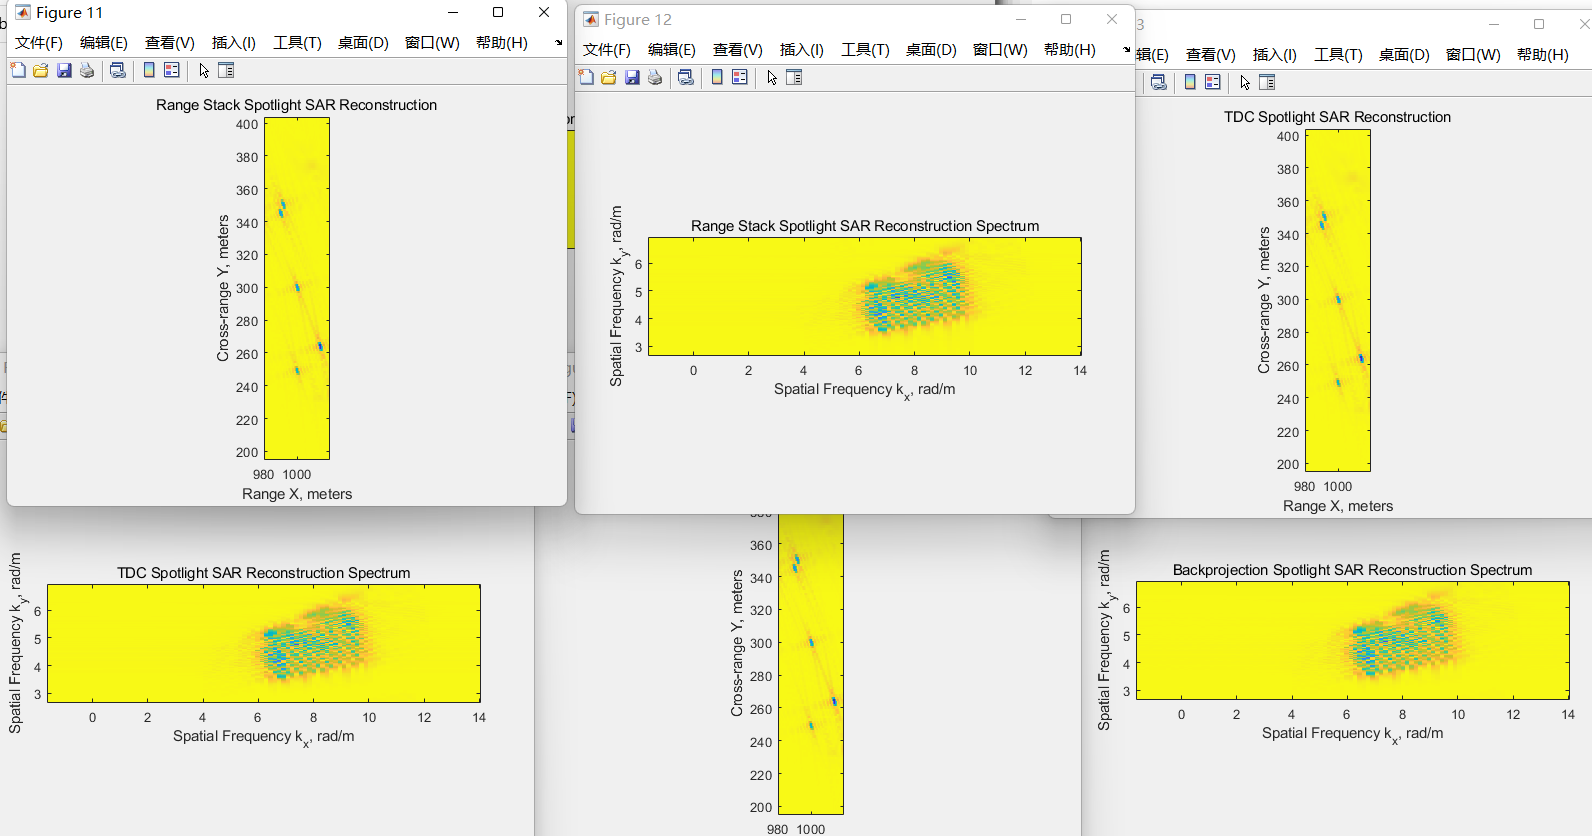 Figure 11
文件(F) 编辑(E) 查看(V) 插入(I) 工具(T) 桌面(D) 窗口(W) 帮助(H)
Range Stack Spotlight SAR Reconstruction
400
380
360
340
320
300
280
260
240
220
200
Cross-range Y, meters
980 1000
Range X, meters
Figure 12
文件(F) 编辑(E) 查看(V) 插入(I) 工具(T) 桌面(D) 窗口(W) 帮助(H)
Range Stack Spotlight SAR Reconstruction Spectrum
6
5
4
3
Spatial Frequency ky, rad/m
0 2 4 6 8 10 12 14
Spatial Frequency kx, rad/m
3
辑(E) 查看(V) 插入(I) 工具(T) 桌面(D) 窗口(W) 帮助(H)
TDC Spotlight SAR Reconstruction
400
380
360
340
320
300
280
260
240
220
200
Cross-range Y, meters
980 1000
Range X, meters
TDC Spotlight SAR Reconstruction Spectrum
6
5
4
3
Spatial Frequency ky, rad/m
0 2 4 6 8 10 12 14
Spatial Frequency kx, rad/m
380
360
340
320
300
280
260
240
220
200
Cross-range Y, meters
980 1000
Backprojection Spotlight SAR Reconstruction Spectrum
6
5
4
3
Spatial Frequency ky, rad/m
0 2 4 6 8 10 12 14
Spatial Frequency kx, rad/m